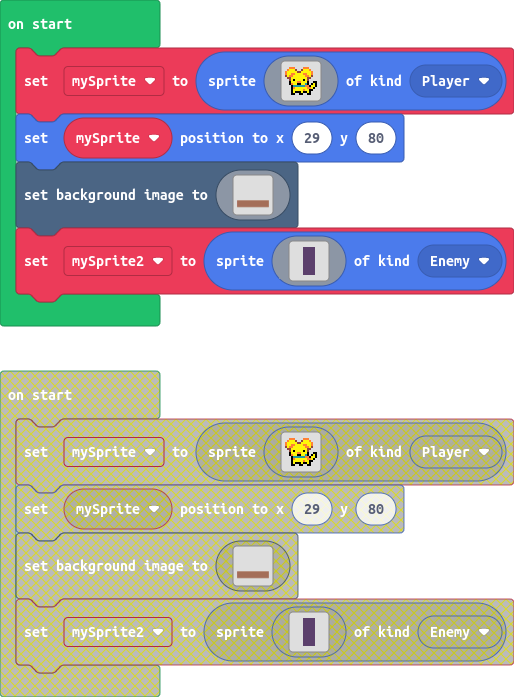 on start
set mySprite to sprite of kind Player
set mySprite position to x 29 y 80
set background image to
set mySprite2 to sprite of kind Enemy
on start
set mySprite to sprite of kind Player
set mySprite position to x 29 y 80
set background image to
set mySprite2 to sprite of kind Enemy